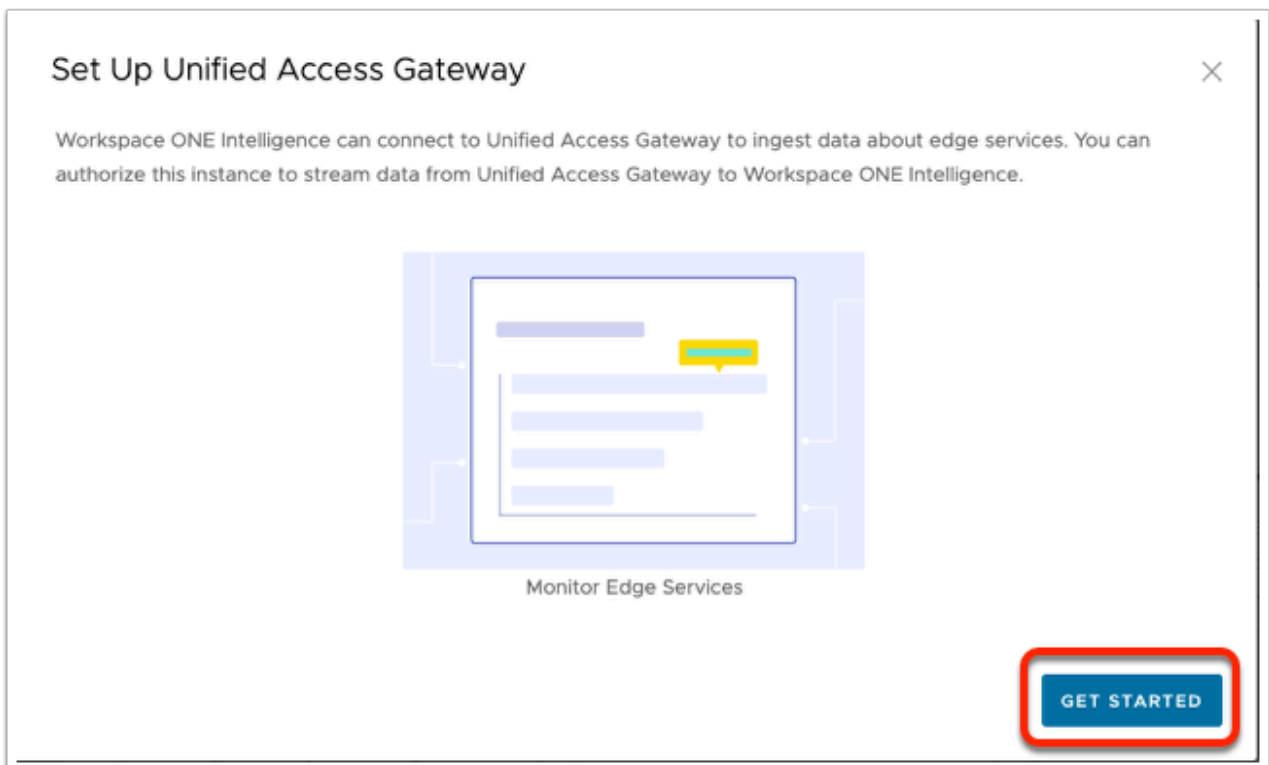 Set Up Unified Access Gateway
Workspace ONE Intelligence can connect to Unified Access Gateway to ingest data about edge services. You can
authorize this instance to stream data from Unified Access Gateway to Workspace ONE Intelligence.
Monitor Edge Services
GET STARTED